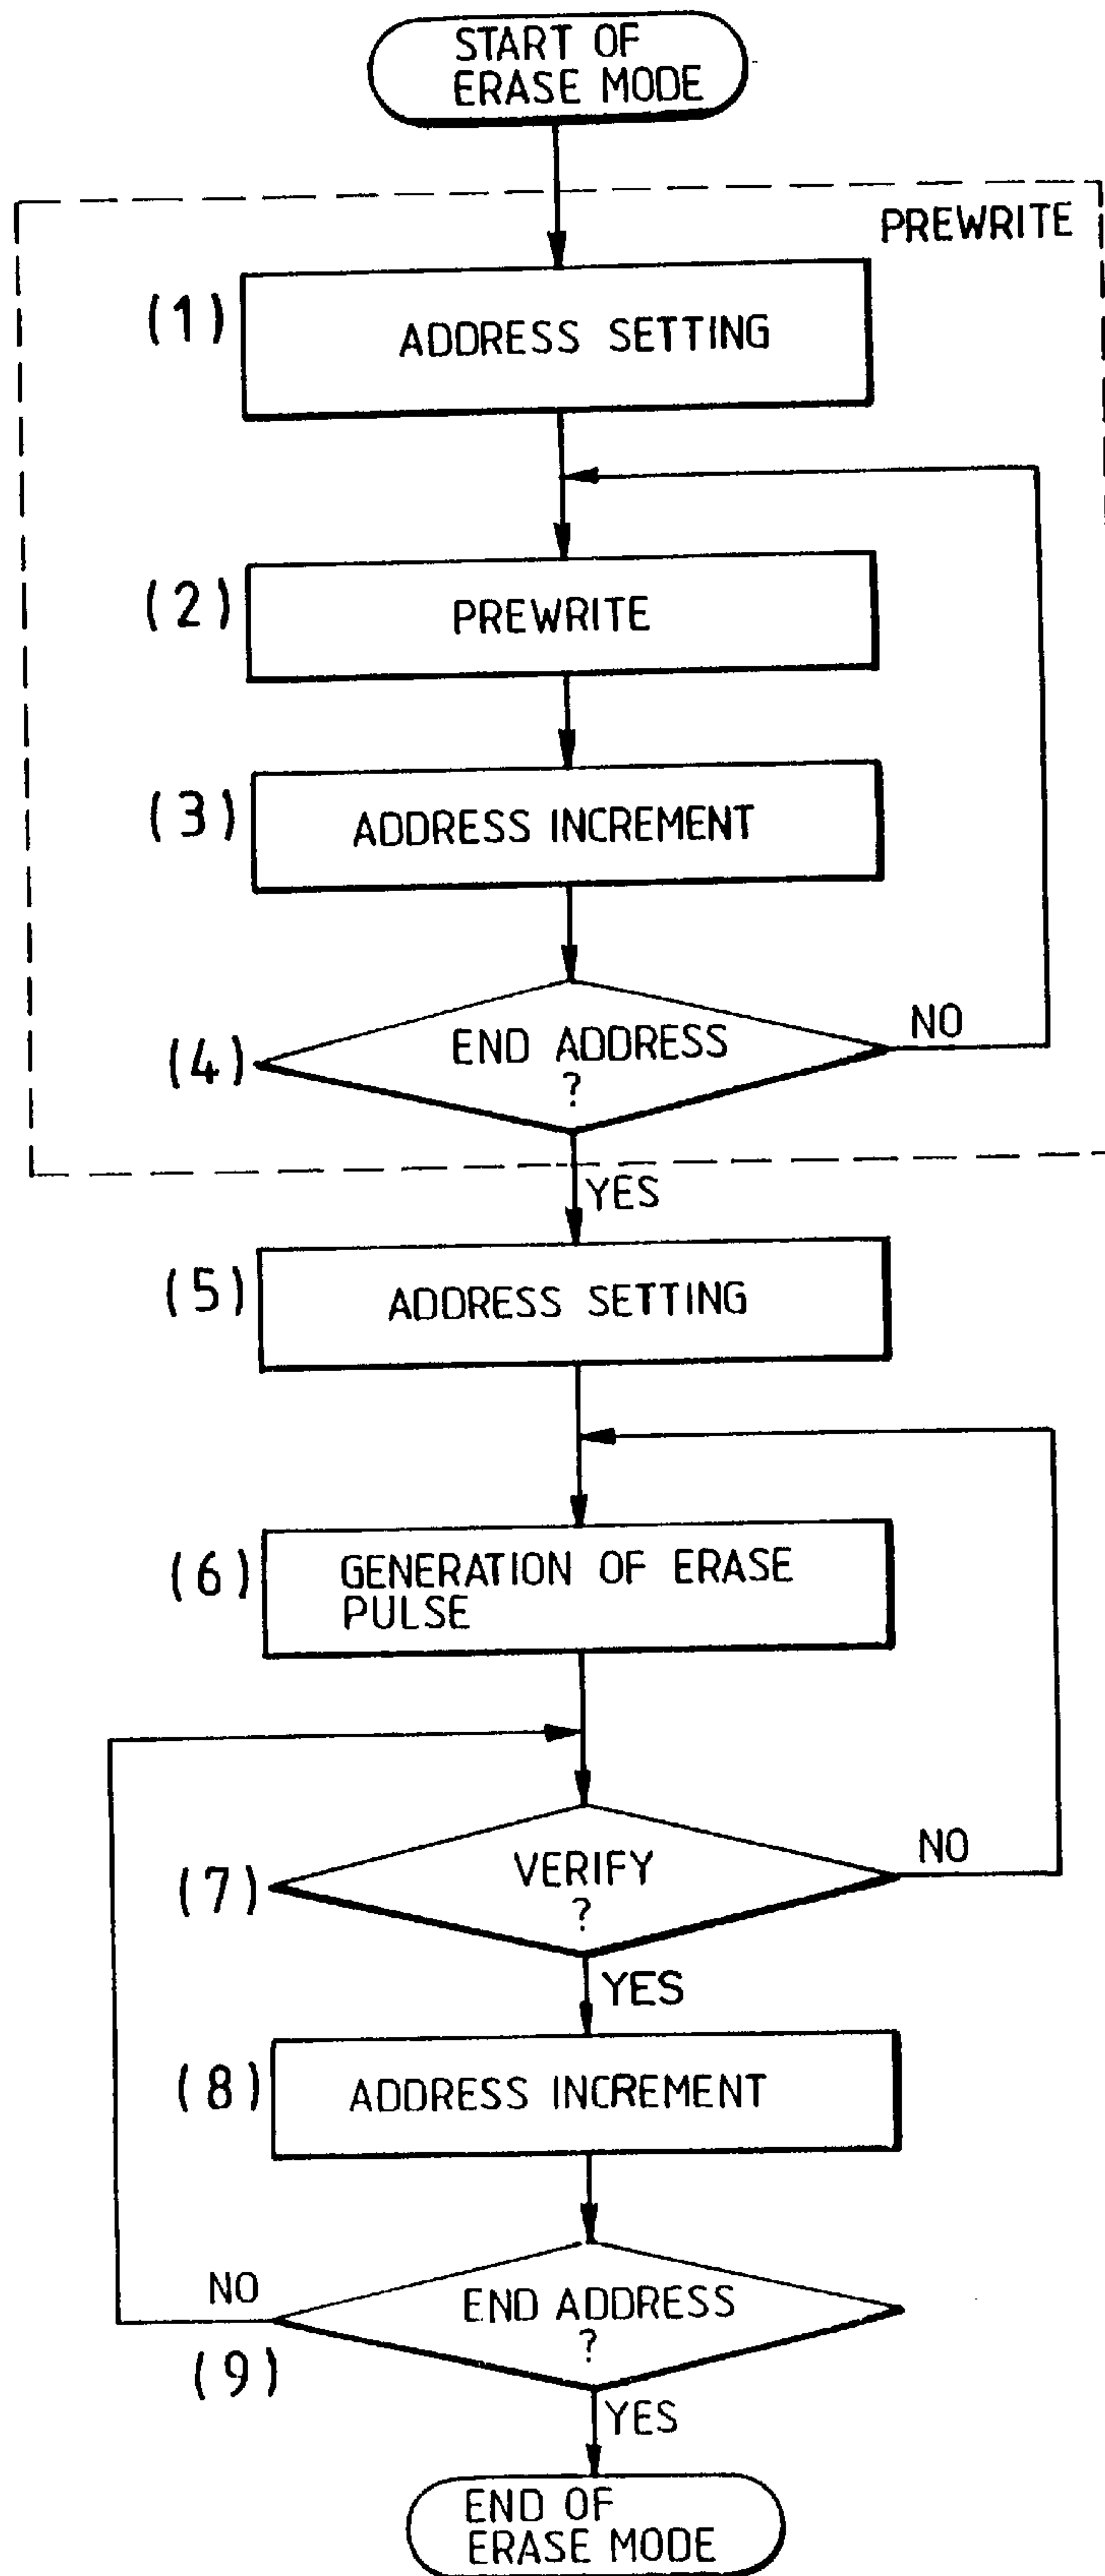 START OF
ERASE MODE
PREWRITE
(1)
ADDRESS SETTING
(2)
PREWRITE
(3)
ADDRESS INCREMENT
(4)
END ADDRESS
?
NO
YES
(5)
ADDRESS SETTING
(6)
GENERATION OF ERASE
PULSE
(7)
VERIFY
?
NO
YES
(8)
ADDRESS INCREMENT
(9)
END ADDRESS
?
NO
YES
END OF
ERASE MODE